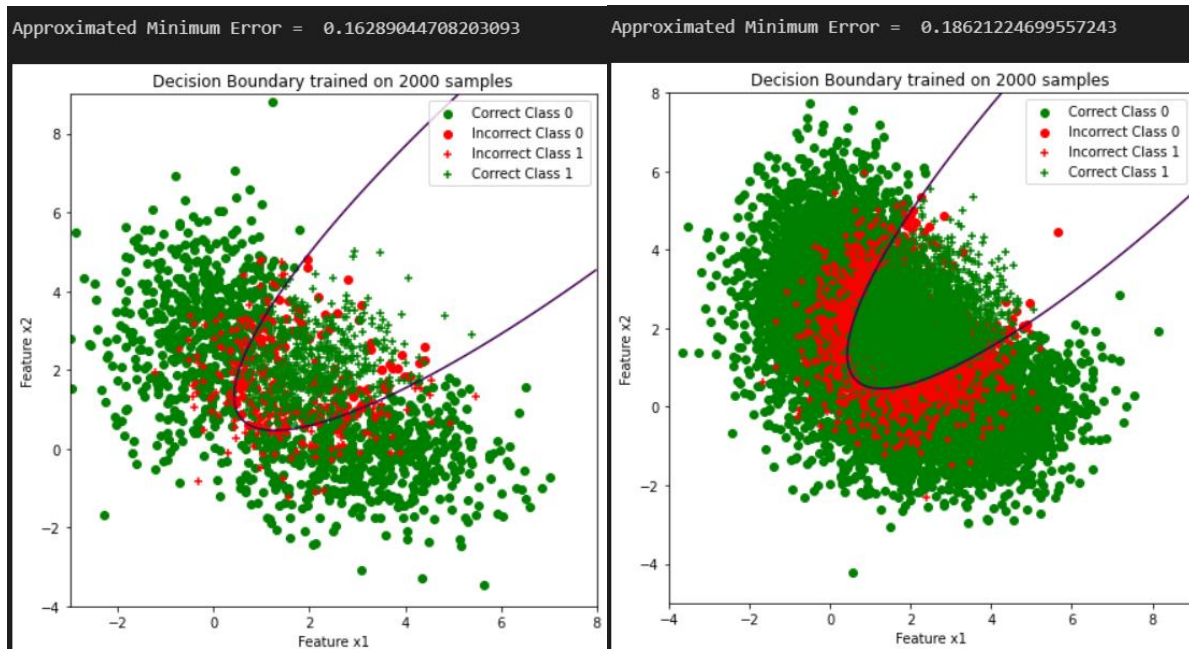 Approximated Minimum Error =  0.16289044708203093
Decision Boundary trained on 2000 samples
Correct Class 0
Incorrect Class 0
Incorrect Class 1
Correct Class 1
8
6
4
2
0
−2
−4
Feature x2
−2 0 2 4 6 8
Feature x1
Approximated Minimum Error =  0.18621224699557243
Decision Boundary trained on 2000 samples
Correct Class 0
Incorrect Class 0
Incorrect Class 1
Correct Class 1
8
6
4
2
0
−2
−4
Feature x2
−4 −2 0 2 4 6 8
Feature x1